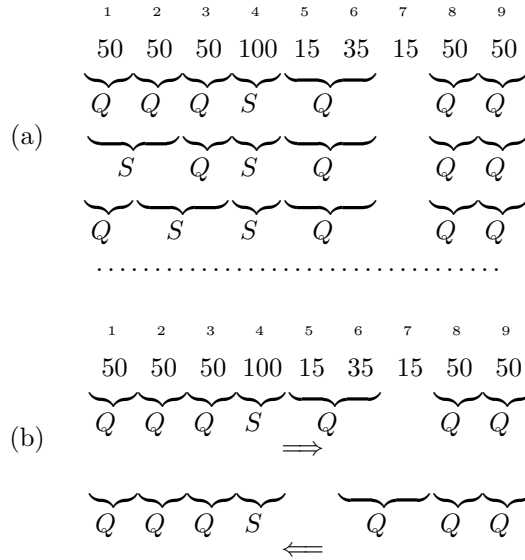 1 2 3 4 5 6 7 8 9
50 50 50 100 15 35 15 50 50
Q Q Q S Q Q Q
(a)
S Q S Q Q Q
Q S S Q Q Q
. . . . . . . . . . . . . . . . . . . . . . . . . . . . . . . . . .
1 2 3 4 5 6 7 8 9
50 50 50 100 15 35 15 50 50
Q Q Q S Q Q Q
⟹
(b)
Q Q Q S Q Q Q
⟸